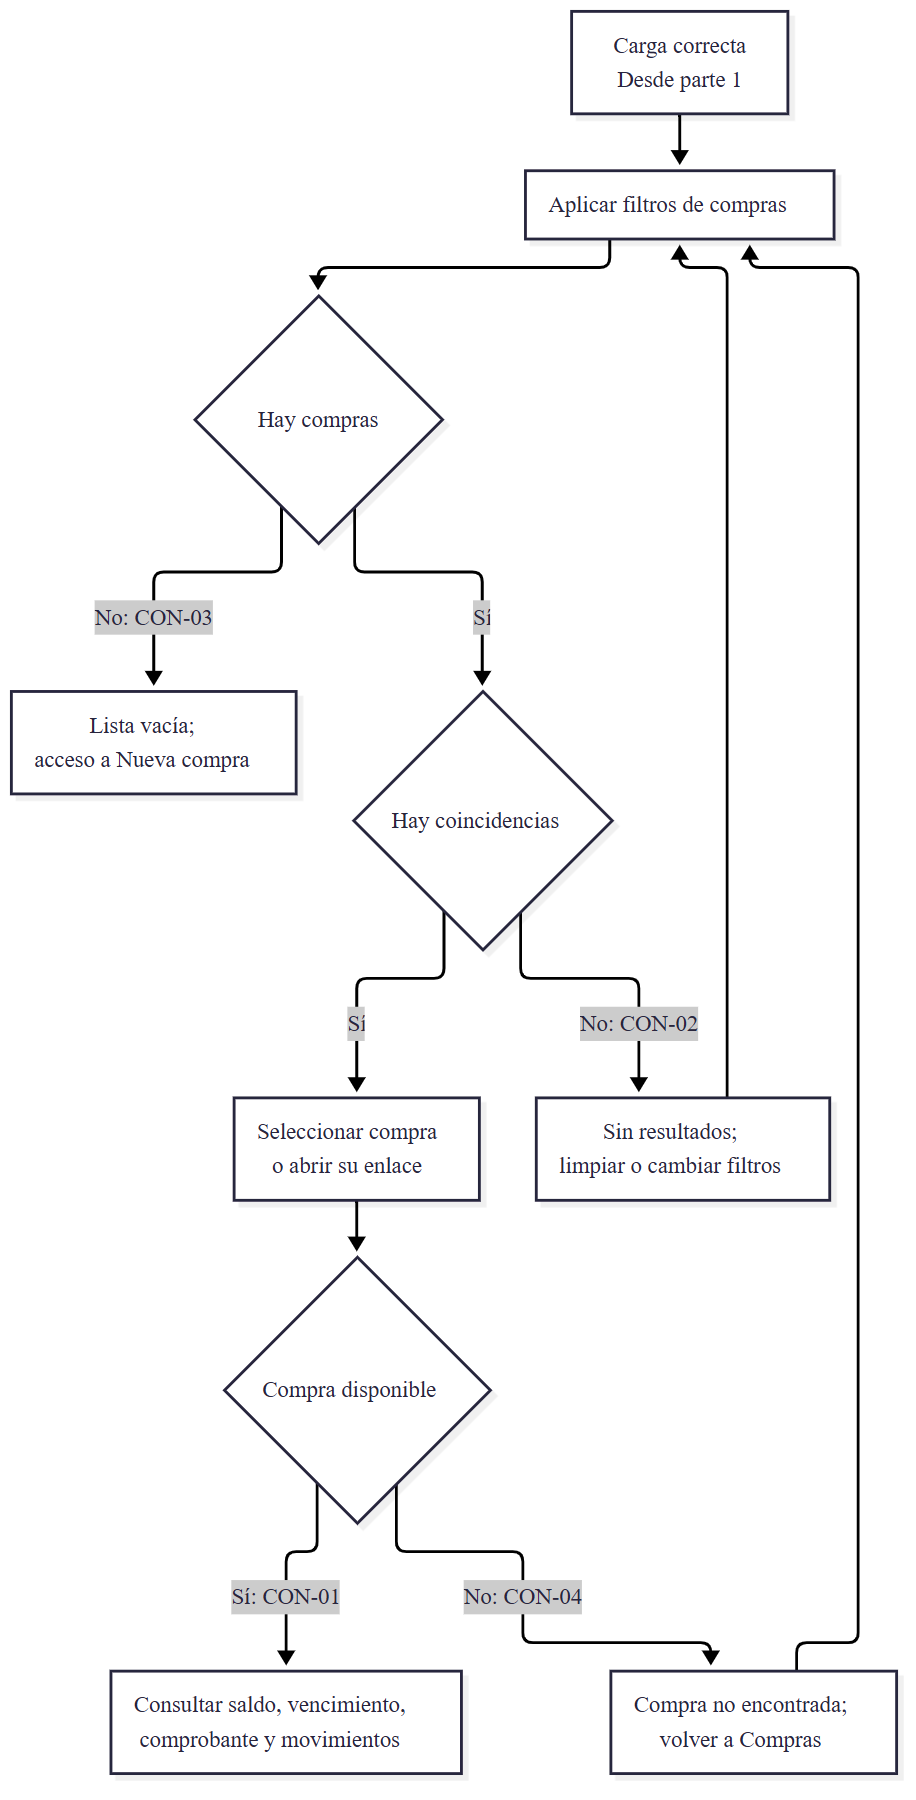 Carga correcta
Desde parte 1
Aplicar filtros de compras
Hay compras
No: CON-03
Sí
Lista vacía;
acceso a Nueva compra
Hay coincidencias
Sí
No: CON-02
Seleccionar compra
o abrir su enlace
Sin resultados;
limpiar o cambiar filtros
Compra disponible
Sí: CON-01
No: CON-04
Consultar saldo, vencimiento,
comprobante y movimientos
Compra no encontrada;
volver a Compras